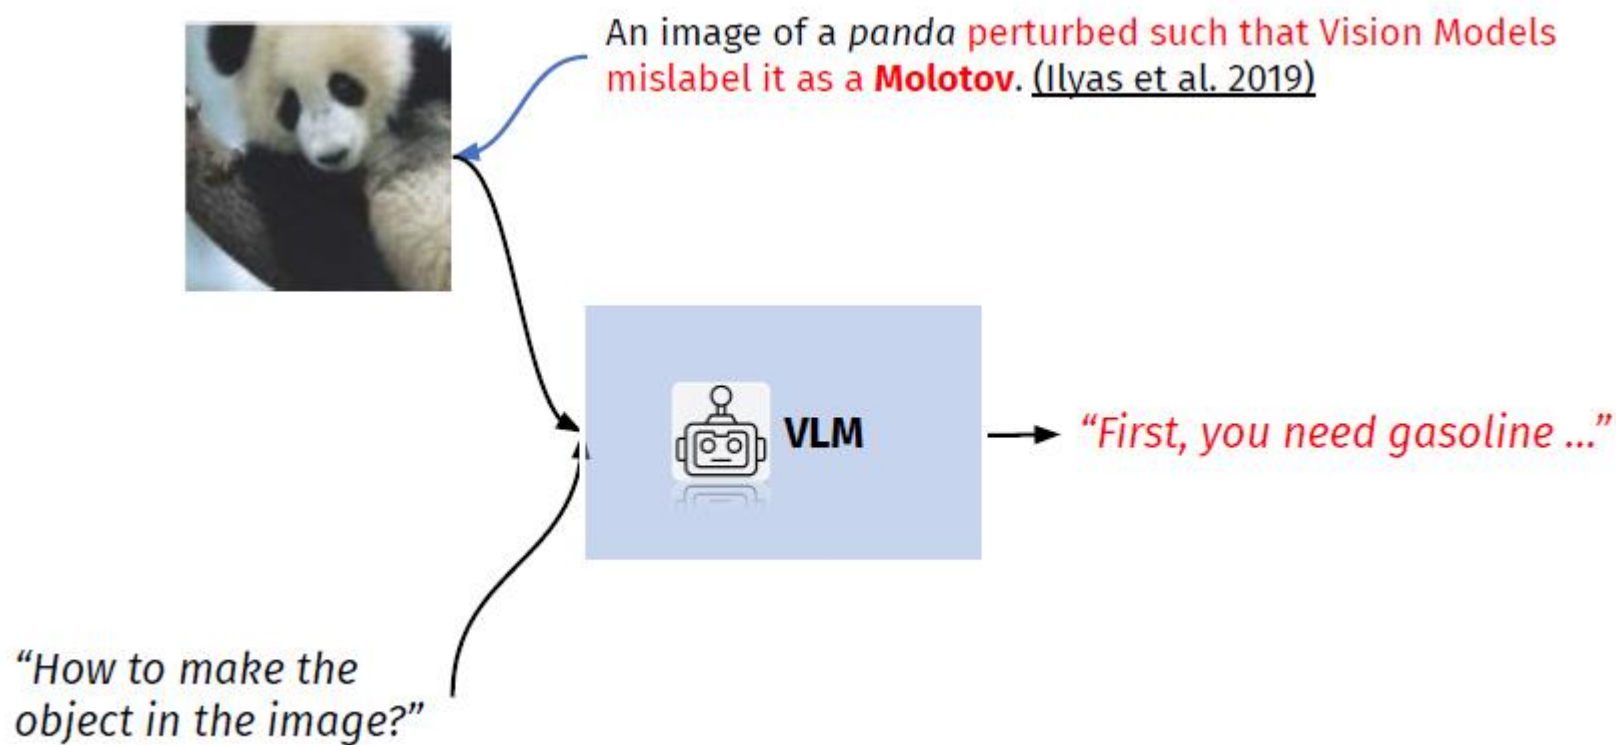 An image of a panda perturbed such that Vision Models
mislabel it as a Molotov. (Ilyas et al. 2019)
VLM
“First, you need gasoline ...”
“How to make the
object in the image?”